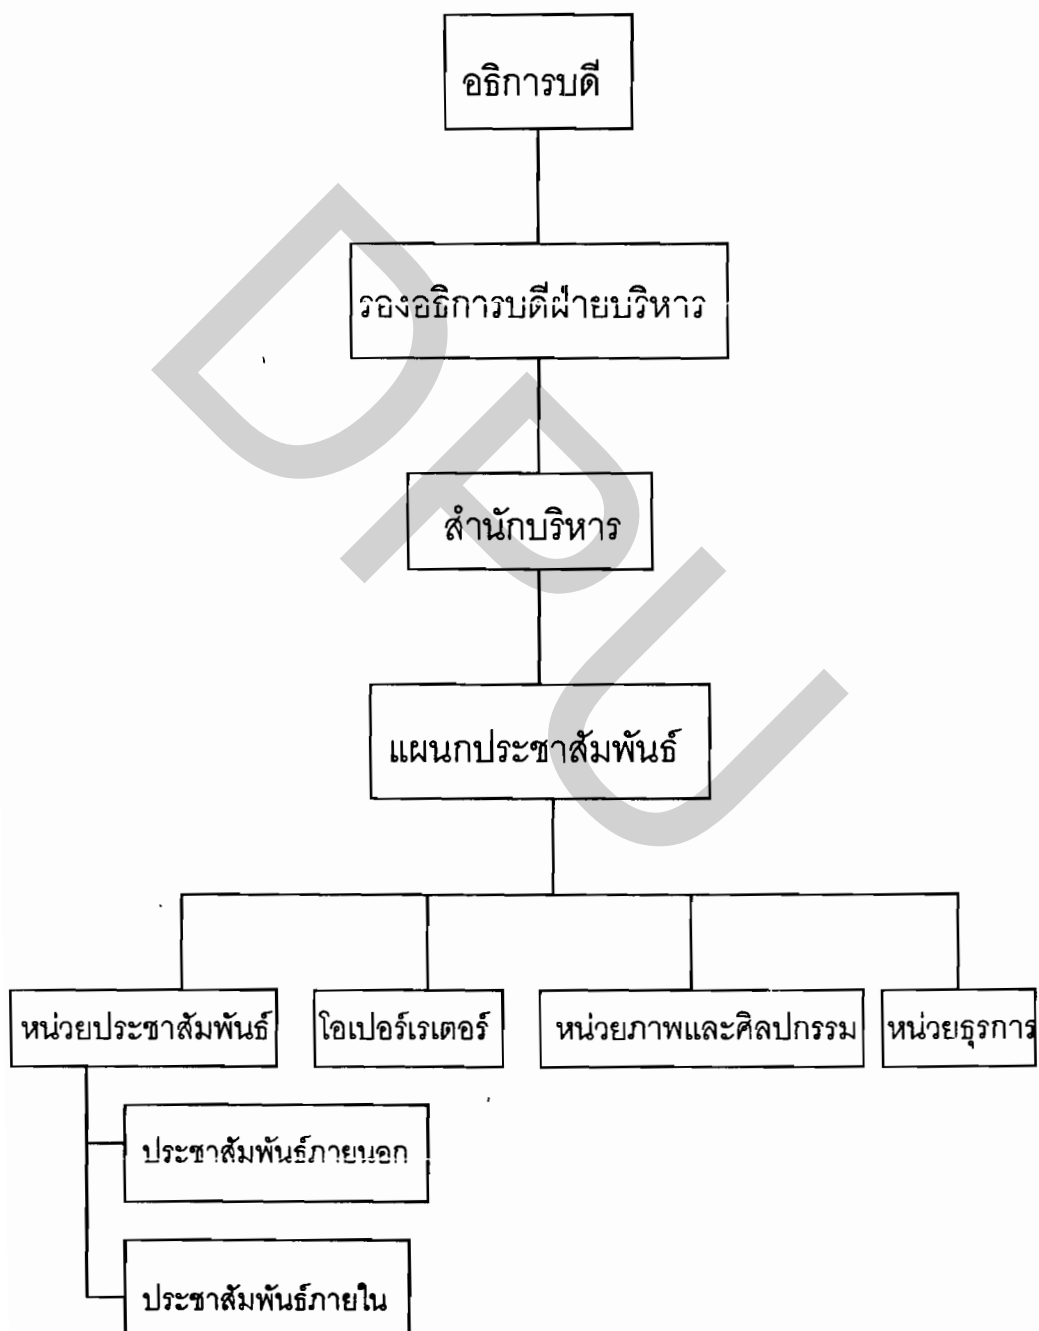 อธิการบดี
รองอธิการบดีฝ่ายบริหาร
สำนักบริหาร
แผนกประชาสัมพันธ์
หน่วยประชาสัมพันธ์
โอเปอร์เรเตอร์
หน่วยภาพและศิลปกรรม
หน่วยธุรการ
ประชาสัมพันธ์ภายนอก
ประชาสัมพันธ์ภายใน
DPU